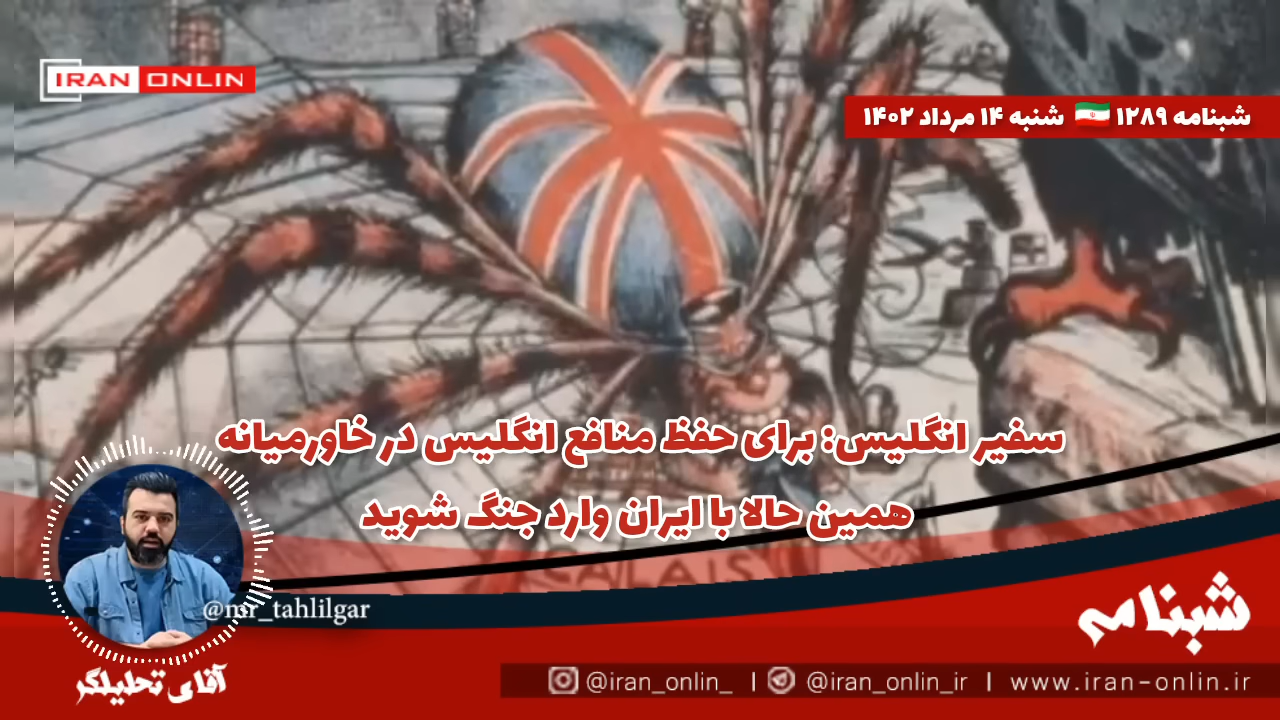 IRAN ONLIN
شبنامه ۱۲۸۹ 🇮🇷 شنبه ۱۴ مرداد ۱۴۰۲
سفیر انگلیس: برای حفظ منافع انگلیس در خاورمیانه
همین حالا با ایران وارد جنگ شوید
CALAIS
@mr_tahlilgar
آقای تحلیلگر
شبنامه
@iran_onlin_ | @iran_onlin_ir | www.iran-onlin.ir